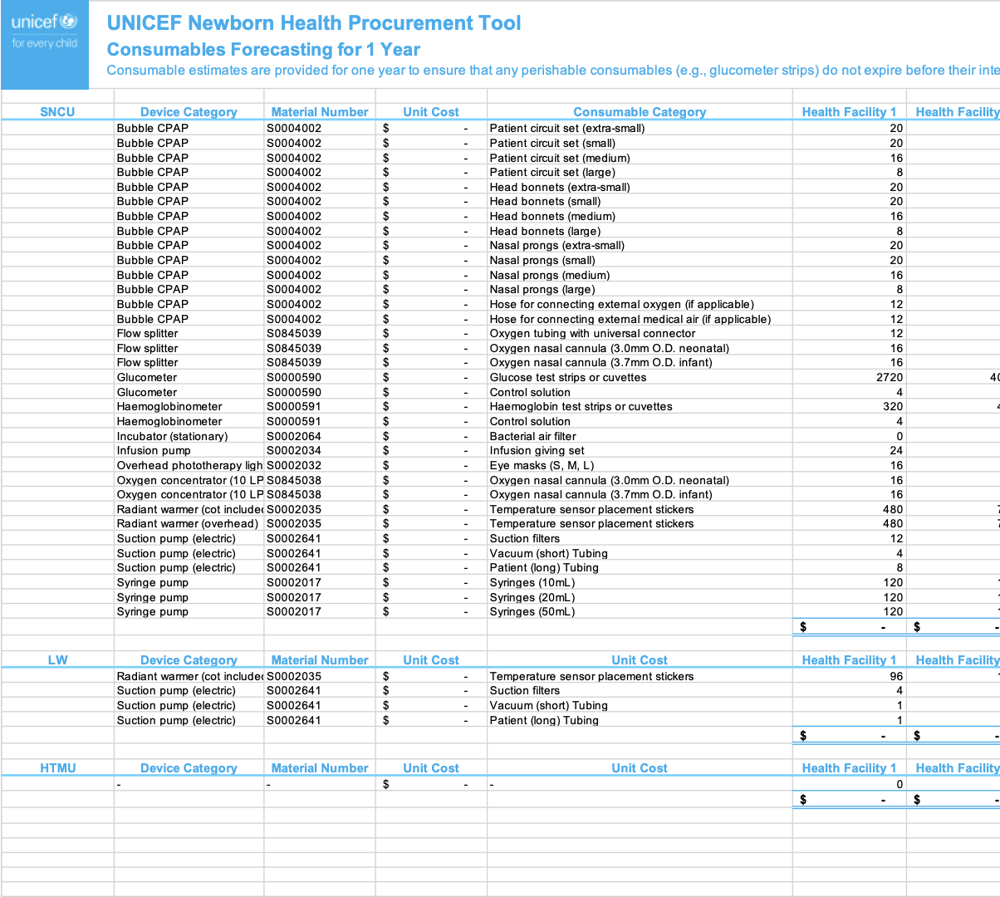 unicef
for every child
UNICEF Newborn Health Procurement Tool
Consumables Forecasting for 1 Year
Consumable estimates are provided for one year to ensure that any perishable consumables (e.g., glucometer strips) do not expire before their inte
SNCU Device Category Material Number Unit Cost Consumable Category Health Facility 1 Health Facility
Bubble CPAP S0004002 $ - Patient circuit set (extra-small) 20
Bubble CPAP S0004002 $ - Patient circuit set (small) 20
Bubble CPAP S0004002 $ - Patient circuit set (medium) 16
Bubble CPAP S0004002 $ - Patient circuit set (large) 8
Bubble CPAP S0004002 $ - Head bonnets (extra-small) 20
Bubble CPAP S0004002 $ - Head bonnets (small) 20
Bubble CPAP S0004002 $ - Head bonnets (medium) 16
Bubble CPAP S0004002 $ - Head bonnets (large) 8
Bubble CPAP S0004002 $ - Nasal prongs (extra-small) 20
Bubble CPAP S0004002 $ - Nasal prongs (small) 20
Bubble CPAP S0004002 $ - Nasal prongs (medium) 16
Bubble CPAP S0004002 $ - Nasal prongs (large) 8
Bubble CPAP S0004002 $ - Hose for connecting external oxygen (if applicable) 12
Bubble CPAP S0004002 $ - Hose for connecting external medical air (if applicable) 12
Flow splitter S0845039 $ - Oxygen tubing with universal connector 12
Flow splitter S0845039 $ - Oxygen nasal cannula (3.0mm O.D. neonatal) 16
Flow splitter S0845039 $ - Oxygen nasal cannula (3.7mm O.D. infant) 16
Glucometer S0000590 $ - Glucose test strips or cuvettes 2720 40
Glucometer S0000590 $ - Control solution 4
Haemoglobinometer S0000591 $ - Haemoglobin test strips or cuvettes 320
Haemoglobinometer S0000591 $ - Control solution 4
Incubator (stationary) S0002064 $ - Bacterial air filter 0
Infusion pump S0002034 $ - Infusion giving set 24
Overhead phototherapy ligh S0002032 $ - Eye masks (S, M, L) 16
Oxygen concentrator (10 LP S0845038 $ - Oxygen nasal cannula (3.0mm O.D. neonatal) 16
Oxygen concentrator (10 LP S0845038 $ - Oxygen nasal cannula (3.7mm O.D. infant) 16
Radiant warmer (cot include S0002035 $ - Temperature sensor placement stickers 480
Radiant warmer (overhead) S0002035 $ - Temperature sensor placement stickers 480
Suction pump (electric) S0002641 $ - Suction filters 12
Suction pump (electric) S0002641 $ - Vacuum (short) Tubing 4
Suction pump (electric) S0002641 $ - Patient (long) Tubing 8
Syringe pump S0002017 $ - Syringes (10mL) 120
Syringe pump S0002017 $ - Syringes (20mL) 120
Syringe pump S0002017 $ - Syringes (50mL) 120
$ - $ -
LW Device Category Material Number Unit Cost Unit Cost Health Facility 1 Health Facility
Radiant warmer (cot include S0002035 $ - Temperature sensor placement stickers 96
Suction pump (electric) S0002641 $ - Suction filters 4
Suction pump (electric) S0002641 $ - Vacuum (short) Tubing 1
Suction pump (electric) S0002641 $ - Patient (long) Tubing 1
$ - $ -
HTMU Device Category Material Number Unit Cost Unit Cost Health Facility 1 Health Facility
- - $ - - 0
$ - $ -